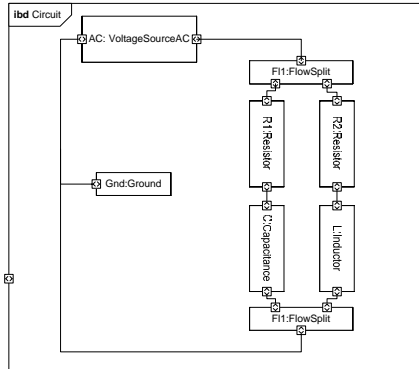 ibd Circuit
AC: VoltageSourceAC
Fl1:FlowSplit
R1:Resistor
R2:Resistor
Gnd:Ground
C:Capacitance
L:Inductor
Fl1:FlowSplit